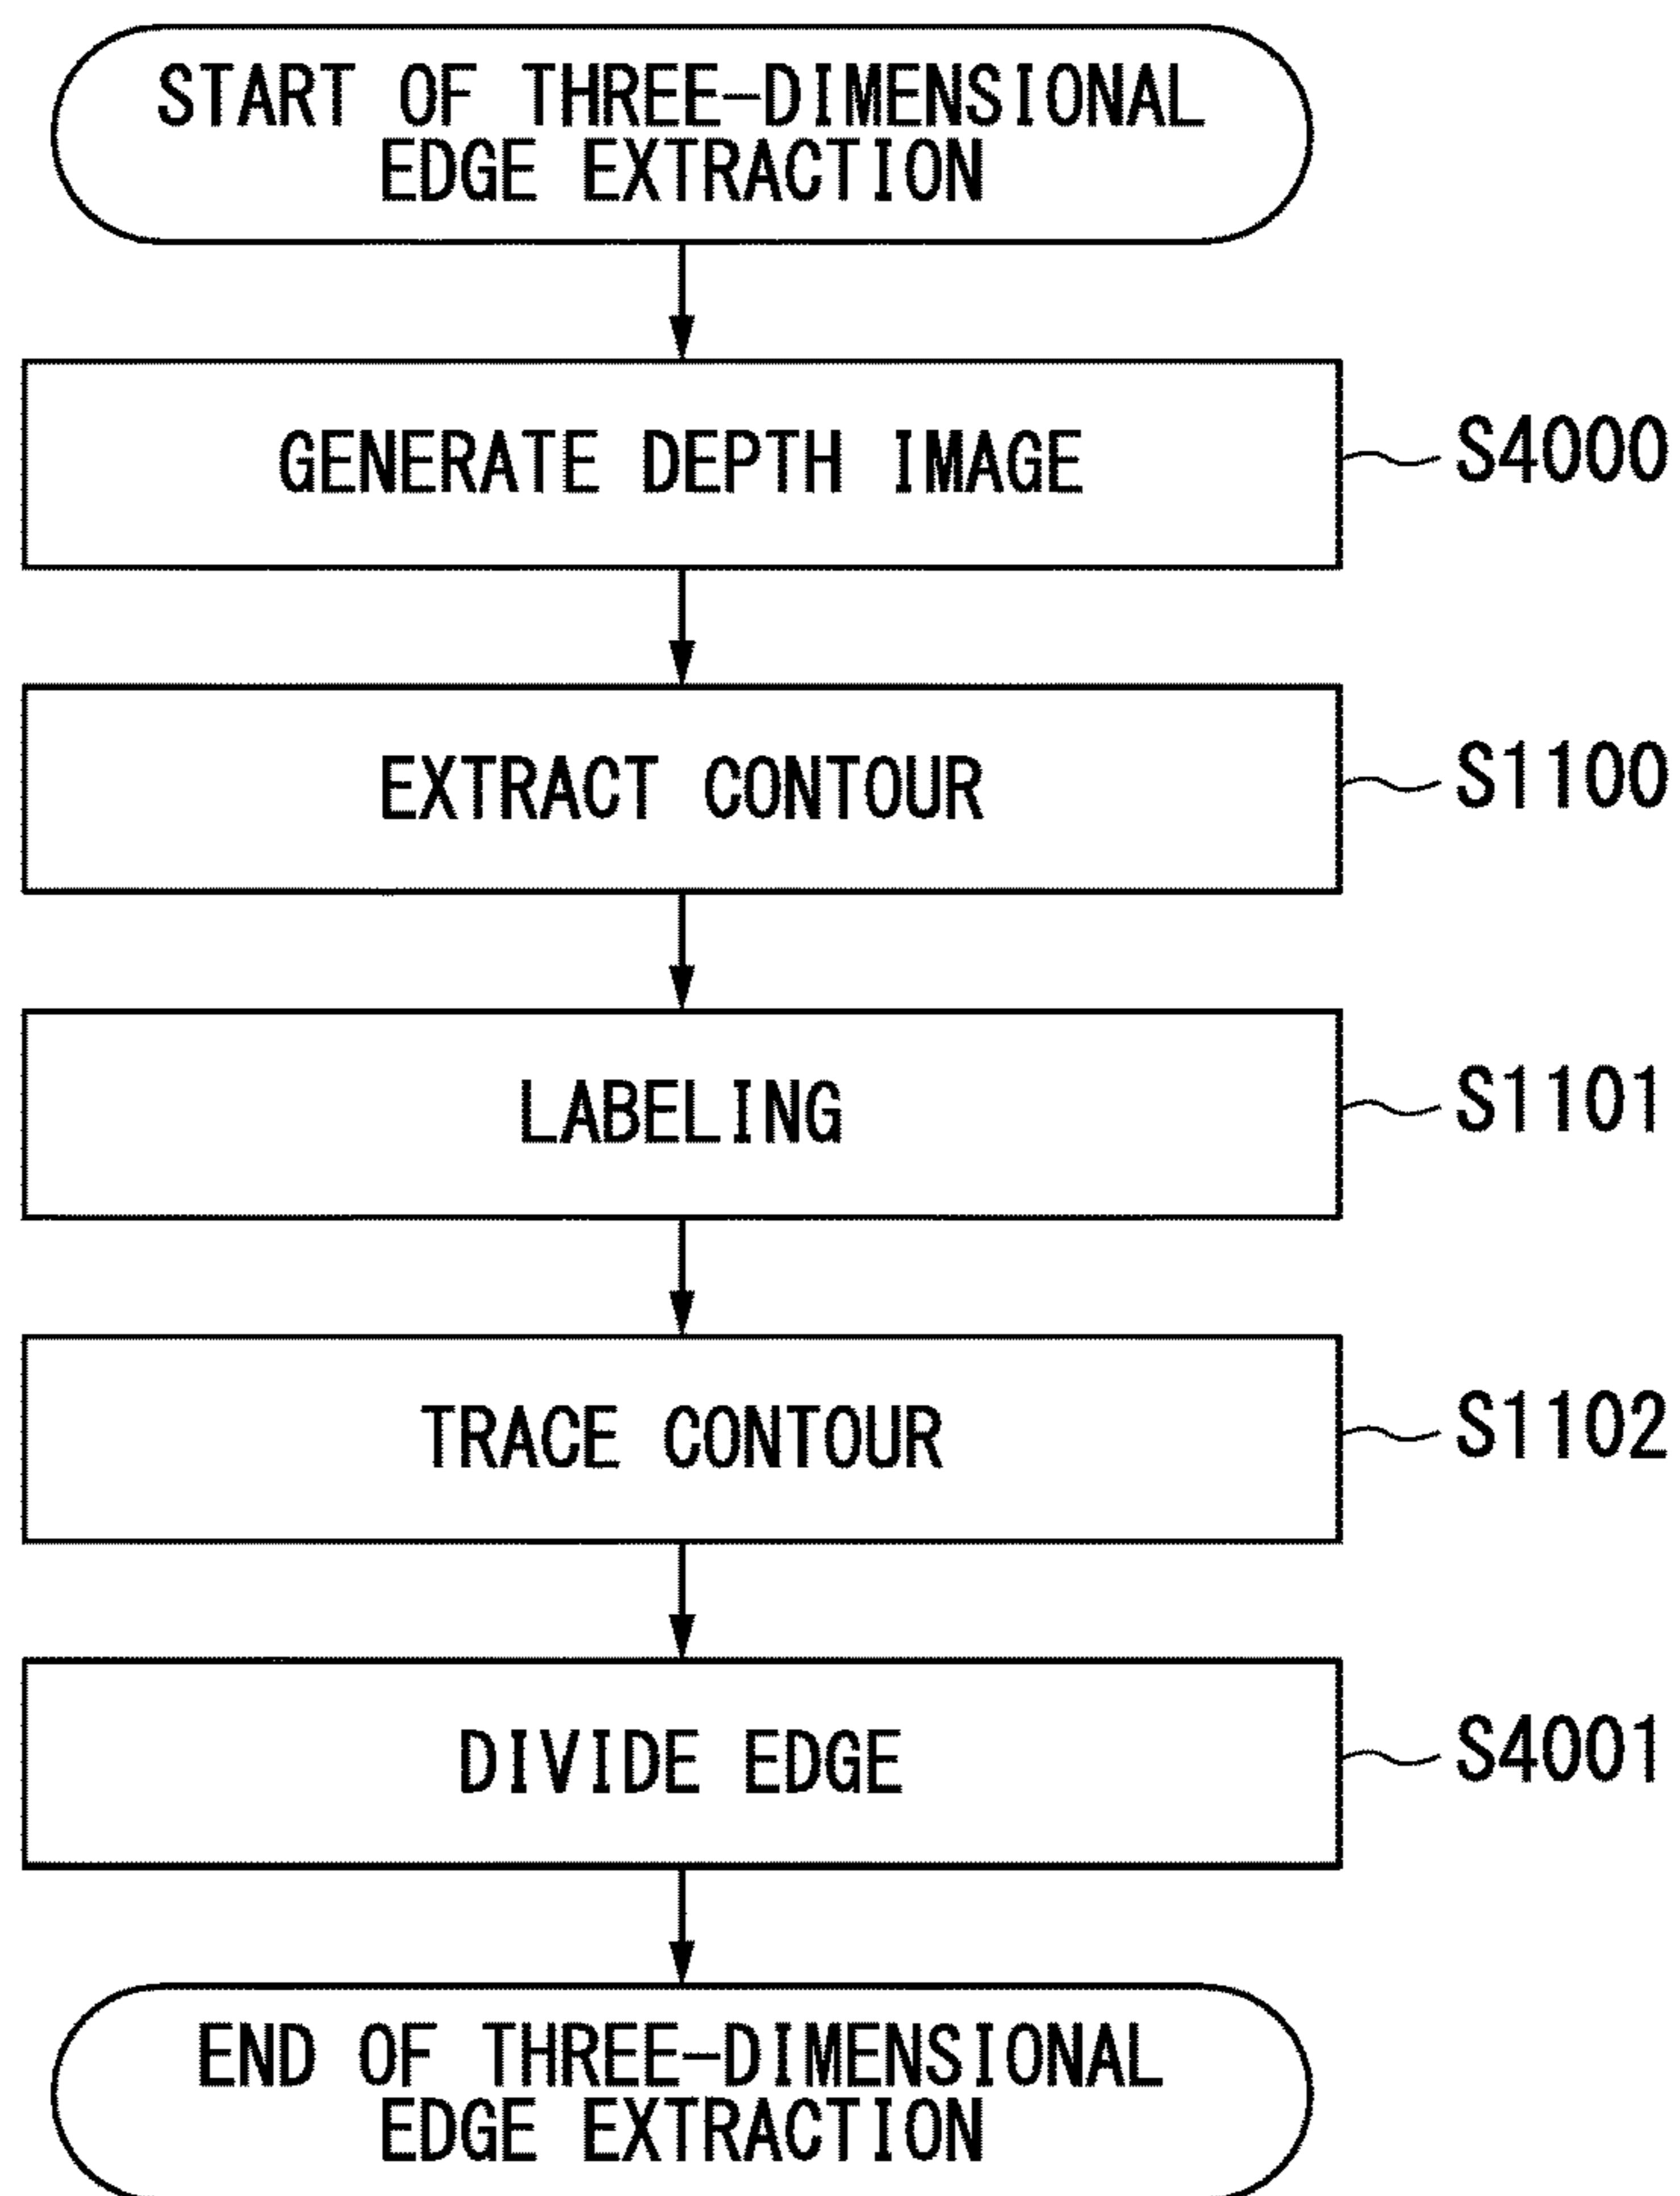 START OF THREE-DIMENSIONAL
EDGE EXTRACTION
GENERATE DEPTH IMAGE
S4000
EXTRACT CONTOUR
S1100
LABELING
S1101
TRACE CONTOUR
S1102
DIVIDE EDGE
S4001
END OF THREE-DIMENSIONAL
EDGE EXTRACTION